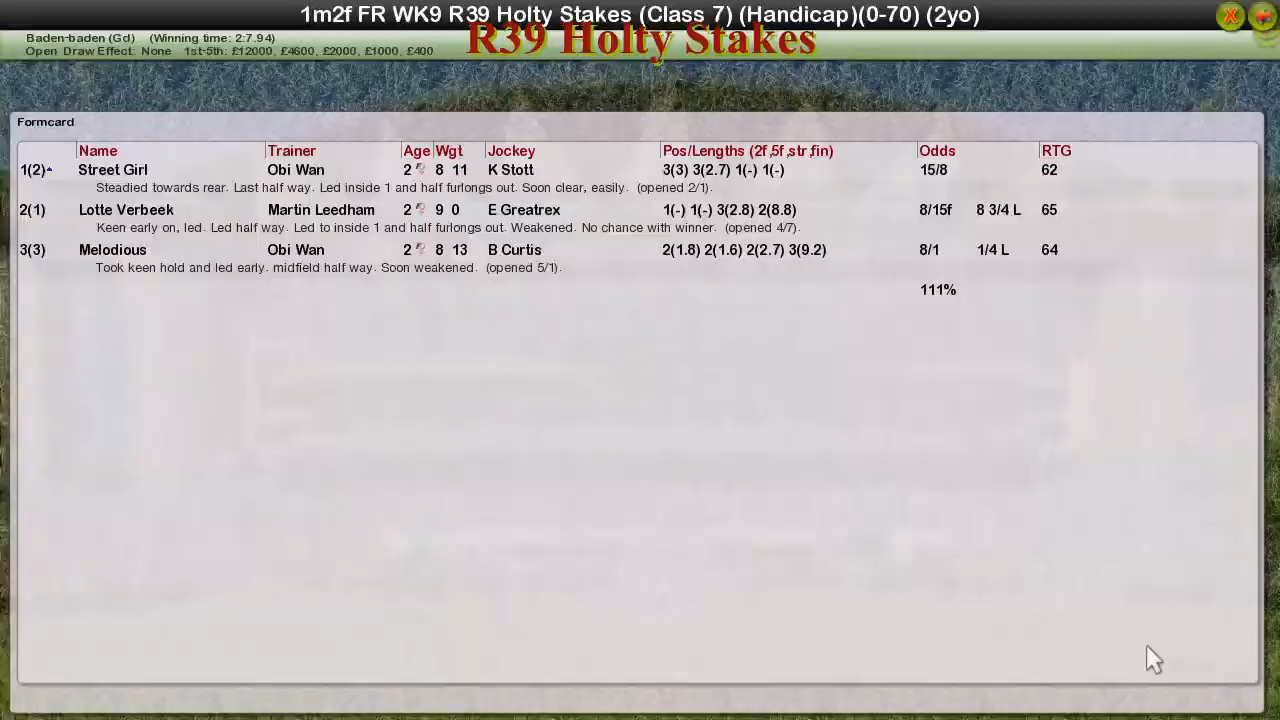 1m2f FR WK9 R39 Holty Stakes (Class 7) (Handicap)(0-70) (2yo)
Baden-baden (Gd) (Winning time: 2:7.94)
Open Draw Effect: None 1st-5th: £12000, £4600, £2000, £1000, £400
R39 Holty Stakes
Formcard
Name Trainer Age Wgt Jockey Pos/Lengths (2f,5f,str,fin) Odds RTG
1(2) Street Girl Obi Wan 2 8 11 K Stott 3(3) 3(2.7) 1(-) 1(-) 15/8 62
Steadied towards rear. Last half way. Led inside 1 and half furlongs out. Soon clear, easily. (opened 2/1).
2(1) Lotte Verbeek Martin Leedham 2 9 0 E Greatrex 1(-) 1(-) 3(2.8) 2(8.8) 8/15f 8 3/4 L 65
Keen early on, led. Led half way. Led to inside 1 and half furlongs out. Weakened. No chance with winner. (opened 4/7).
3(3) Melodious Obi Wan 2 8 13 B Curtis 2(1.8) 2(1.6) 2(2.7) 3(9.2) 8/1 1/4 L 64
Took keen hold and led early. midfield half way. Soon weakened. (opened 5/1).
111%